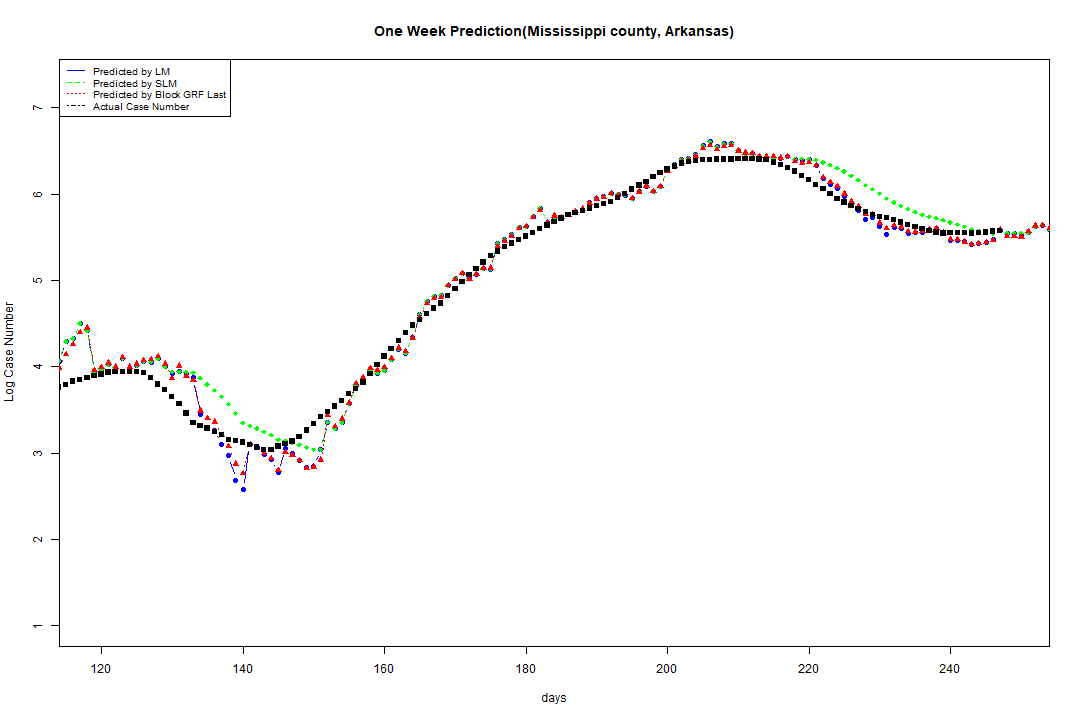 One Week Prediction(Mississippi county, Arkansas)
Predicted by LM
Predicted by SLM
Predicted by Block GRF Last
Actual Case Number
7
6
5
4
3
2
1
Log Case Number
120 140 160 180 200 220 240
days